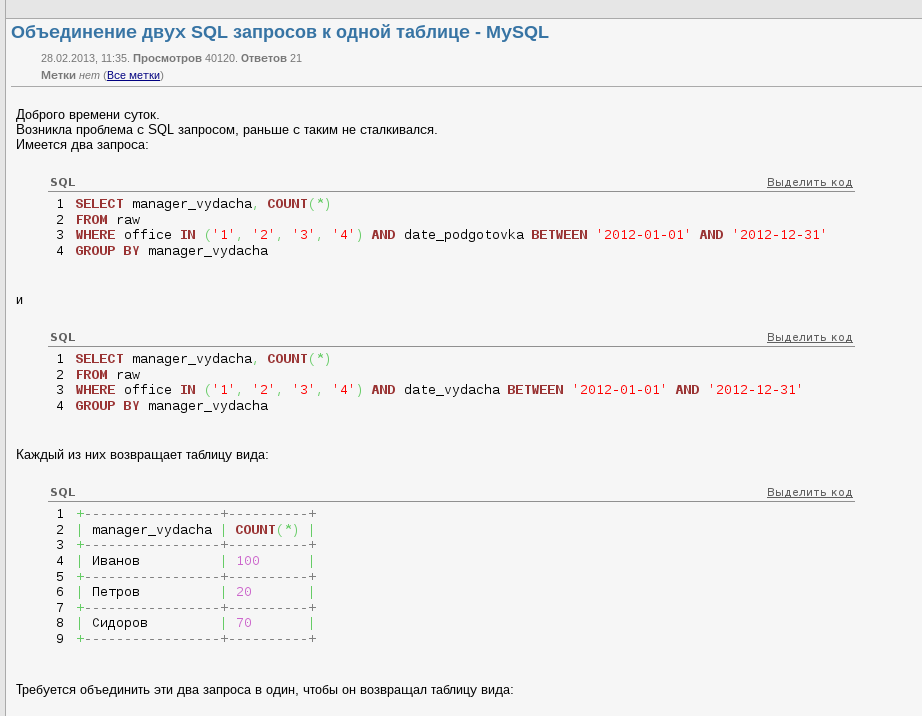 Объединение двух SQL запросов к одной таблице - MySQL
28.02.2013, 11:35. Просмотров 40120. Ответов 21
Метки нет (Все метки)
Доброго времени суток.
Возникла проблема с SQL запросом, раньше с таким не сталкивался.
Имеется два запроса:
SQL Выделить код
1 SELECT manager_vydacha, COUNT(*)
2 FROM raw
3 WHERE office IN ('1', '2', '3', '4') AND date_podgotovka BETWEEN '2012-01-01' AND '2012-12-31'
4 GROUP BY manager_vydacha
и
SQL Выделить код
1 SELECT manager_vydacha, COUNT(*)
2 FROM raw
3 WHERE office IN ('1', '2', '3', '4') AND date_vydacha BETWEEN '2012-01-01' AND '2012-12-31'
4 GROUP BY manager_vydacha
Каждый из них возвращает таблицу вида:
SQL Выделить код
1 +-----------------+----------+
2 | manager_vydacha | COUNT(*) |
3 +-----------------+----------+
4 | Иванов          | 100      |
5 +-----------------+----------+
6 | Петров          | 20       |
7 +-----------------+----------+
8 | Сидоров         | 70       |
9 +-----------------+----------+
Требуется объединить эти два запроса в один, чтобы он возвращал таблицу вида: